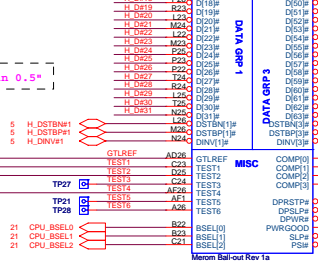 D[18]# D[50]#
H_D#19 R23 D[19]# D[51]#
H_D#20 L23 D[20]# D[52]#
H_D#21 M24 D[21]# D[53]#
H_D#22 L22 D[22]# D[54]#
H_D#23 M23 D[23]# D[55]#
H_D#24 P25 D[24]# D[56]#
H_D#25 P23 D[25]# D[57]#
H_D#26 P22 D[26]# D[58]#
H_D#27 T24 D[27]# D[59]#
H_D#28 R24 D[28]# D[60]#
H_D#29 L25 D[29]# D[61]#
H_D#30 T25 D[30]# D[62]#
H_D#31 N25 D[31]# D[63]#
5 H_DSTBN#1 L26 DSTBN[1]# DSTBN[3]#
5 H_DSTBP#1 M26 DSTBP[1]# DSTBP[3]#
5 H_DINV#1 N24 DINV[1]# DINV[3]#
DATA GRP 1
DATA GRP 3
n 0.5"
MISC
GTLREF AD26 GTLREF COMP[0]
TEST1 C23 TEST1 COMP[1]
TEST2 D25 TEST2 COMP[2]
TP27 TEST3 C24 TEST3 COMP[3]
TEST4 AF26 TEST4
TP21 TEST5 AF1 TEST5 DPRSTP#
TP28 TEST6 A26 TEST6 DPSLP#
DPWR#
21 CPU_BSEL0 B22 BSEL[0] PWRGOOD
21 CPU_BSEL1 B23 BSEL[1] SLP#
21 CPU_BSEL2 C21 BSEL[2] PSI#
Merom Ball-out Rev 1a